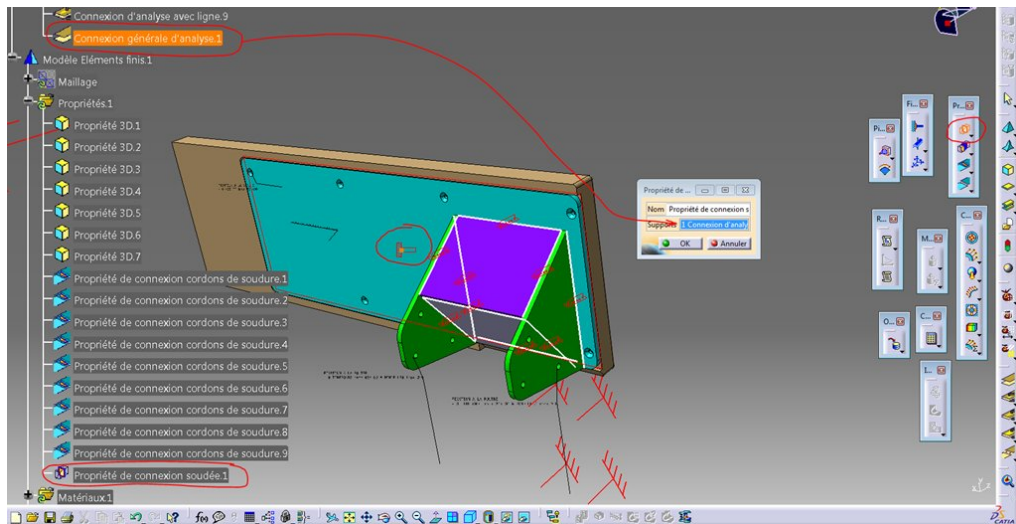 Connexion d'analyse avec ligne.9
Connexion générale d'analyse.1
Modèle Eléments finis.1
Maillage
Propriétés.1
Propriété 3D.1
Propriété 3D.2
Propriété 3D.3
Propriété 3D.4
Propriété 3D.5
Propriété 3D.6
Propriété 3D.7
Propriété de connexion cordons de soudure.1
Propriété de connexion cordons de soudure.2
Propriété de connexion cordons de soudure.3
Propriété de connexion cordons de soudure.4
Propriété de connexion cordons de soudure.5
Propriété de connexion cordons de soudure.6
Propriété de connexion cordons de soudure.7
Propriété de connexion cordons de soudure.8
Propriété de connexion cordons de soudure.9
Propriété de connexion soudée.1
Matériaux.1
Propriété de ...
Nom Propriété de connexion s
Supports 1 Connexion d'analy
OK Annuler
Fi...
Pr...
Pi...
R...
C...
M...
O...
C...
I...
CATIA